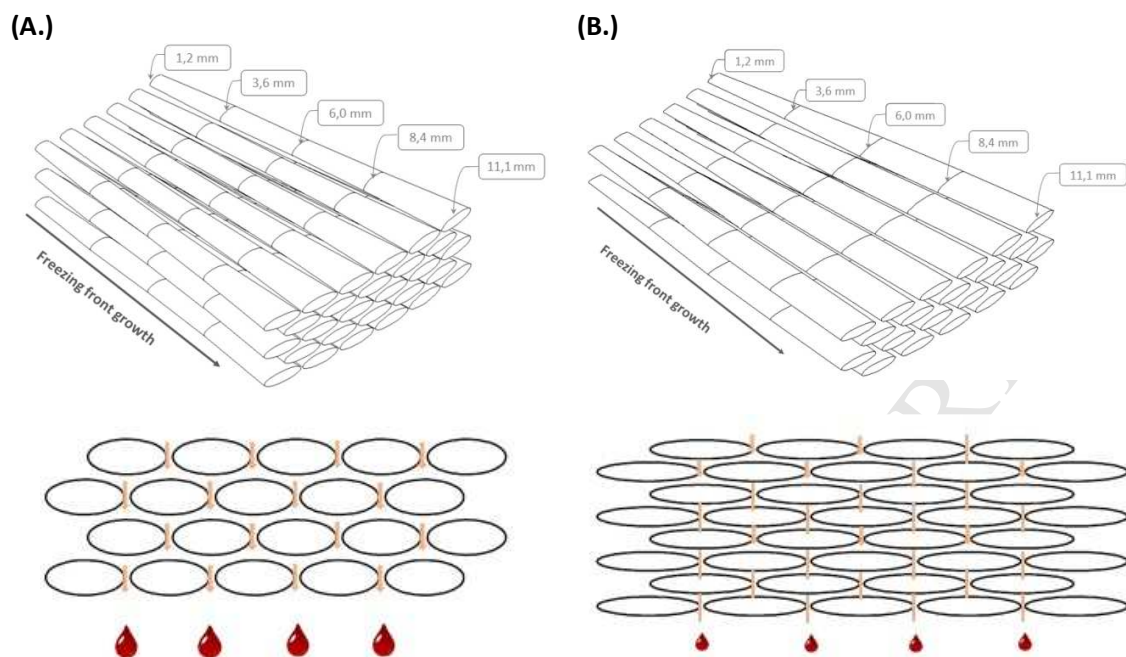 (A.)
(B.)
1,2 mm
3,6 mm
6,0 mm
8,4 mm
11,1 mm
Freezing front growth
1,2 mm
3,6 mm
6,0 mm
8,4 mm
11,1 mm
Freezing front growth